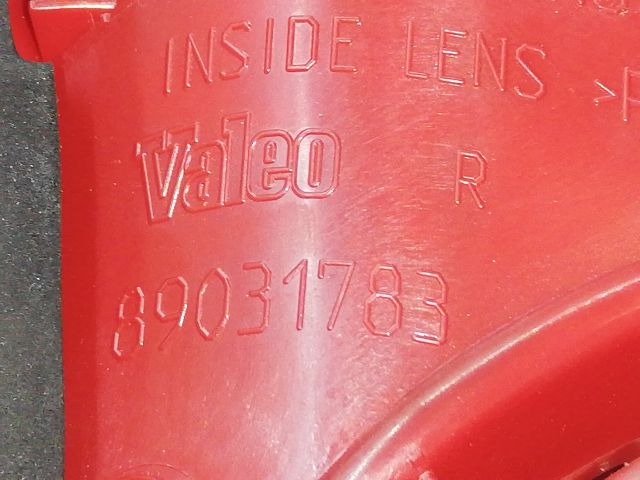 INSIDE LENS >P
Valeo R
89031783